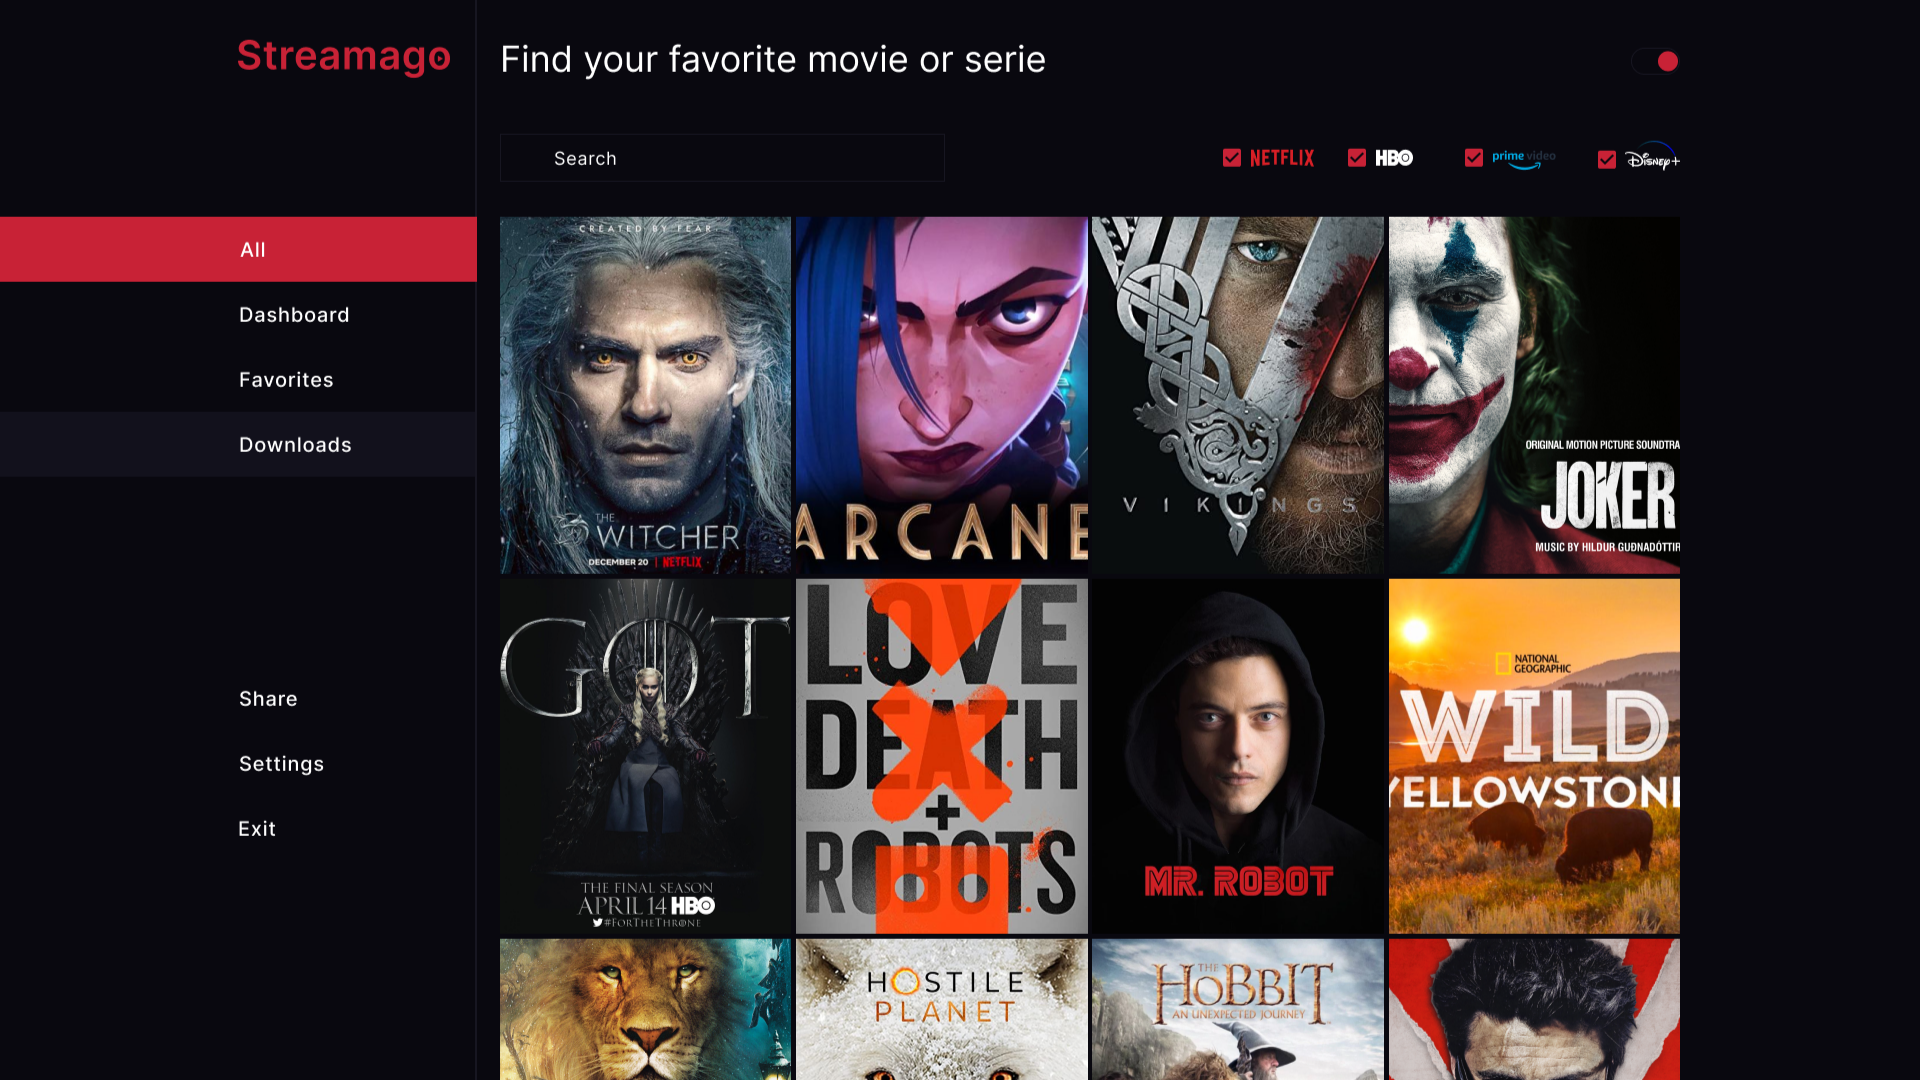 Streamago
Find your favorite movie or serie
Search
NETFLIX
HBO
prime video
Disney+
All
Dashboard
Favorites
Downloads
Share
Settings
Exit
CREATED BY FEAR
THE
WITCHER
DECEMBER 20 | NETFLIX
ARCANE
VIKINGS
ORIGINAL MOTION PICTURE SOUNDTRA
JOKER
MUSIC BY HILDUR GUÐNADÓTTIR
GOT
THE FINAL SEASON
APRIL 14 HBO
#FORTHETHRONE
LOVE
DEATH
+
ROBOTS
MR. ROBOT
NATIONAL
GEOGRAPHIC
WILD
YELLOWSTONE
HOSTILE
PLANET
THE
HOBBIT
AN UNEXPECTED JOURNEY